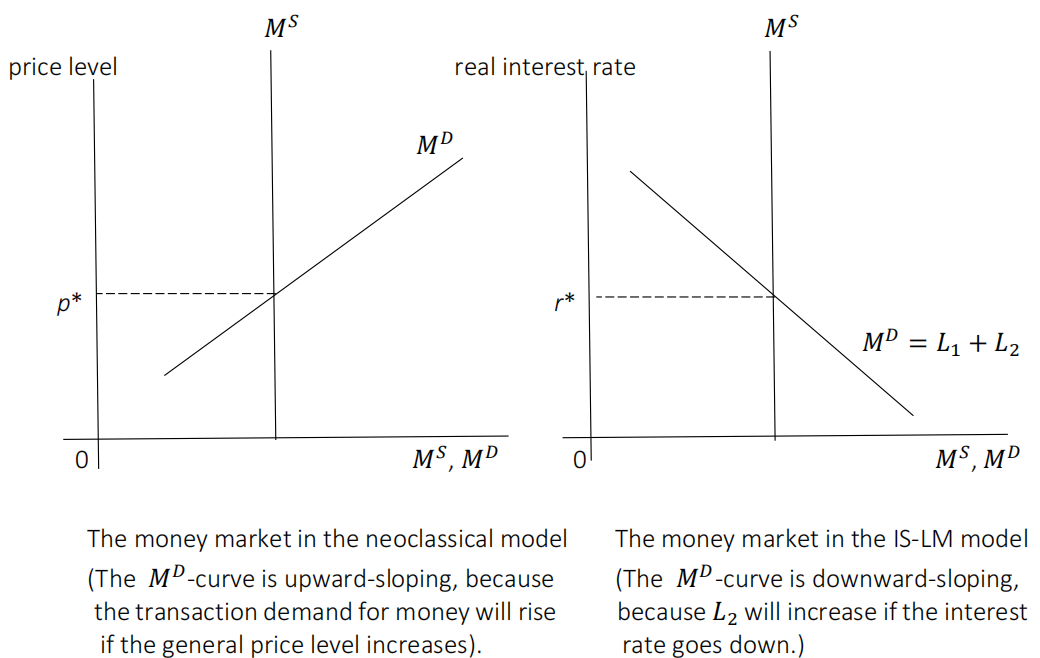 M^S
price level
M^D
p*
0
M^S, M^D
The money market in the neoclassical model
(The M^D-curve is upward-sloping, because
the transaction demand for money will rise
if the general price level increases).
M^S
real interest rate
r*
M^D = L_1 + L_2
0
M^S, M^D
The money market in the IS-LM model
(The M^D-curve is downward-sloping,
because L_2 will increase if the interest
rate goes down.)